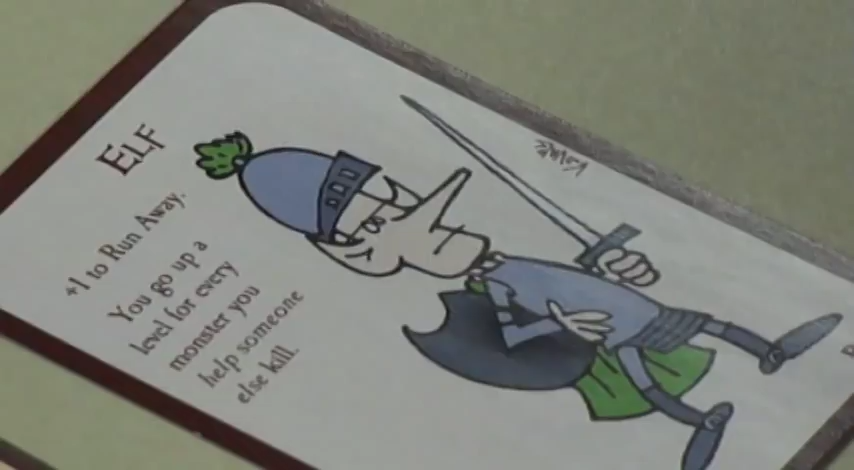 ELF
+1 to Run Away.
You go up a
level for every
monster you
help someone
else kill.